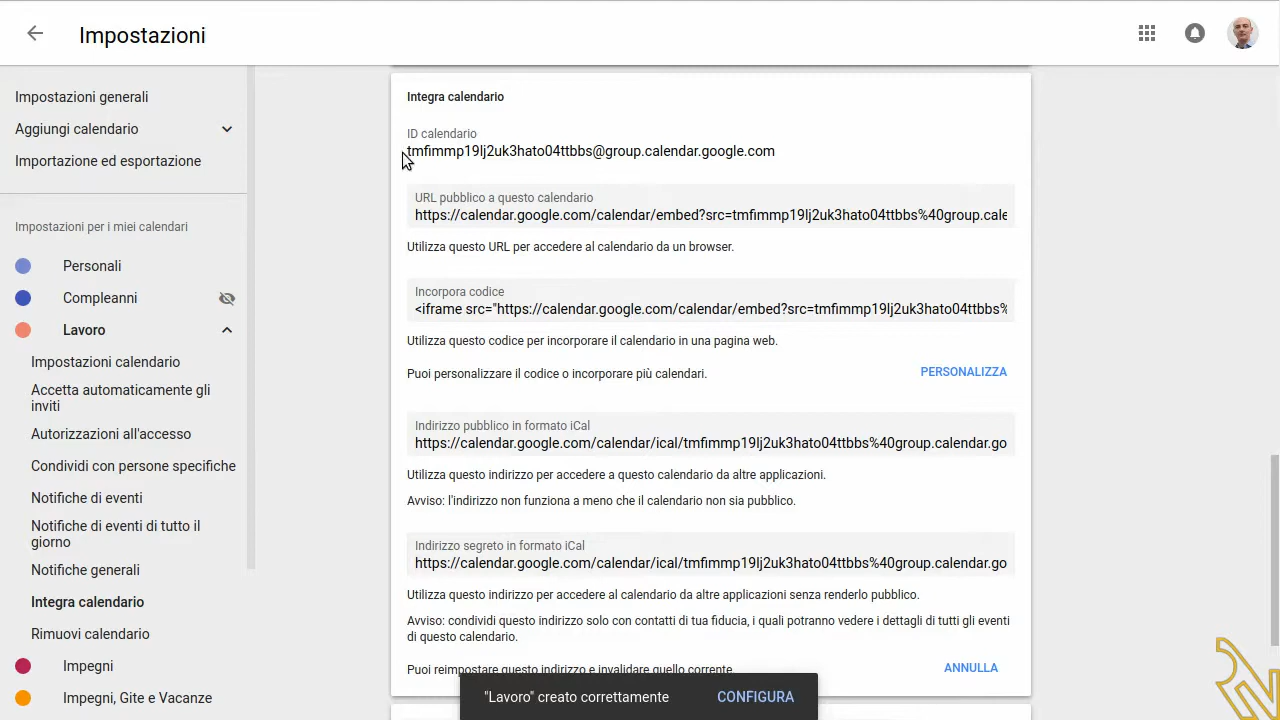 Impostazioni
Impostazioni generali
Aggiungi calendario
Importazione ed esportazione
Impostazioni per i miei calendari
Personali
Compleanni
Lavoro
Impostazioni calendario
Accetta automaticamente gli
inviti
Autorizzazioni all'accesso
Condividi con persone specifiche
Notifiche di eventi
Notifiche di eventi di tutto il
giorno
Notifiche generali
Integra calendario
Rimuovi calendario
Impegni
Impegni, Gite e Vacanze
Integra calendario
ID calendario
tmfimmp19lj2uk3hato04ttbbs@group.calendar.google.com
URL pubblico a questo calendario
https://calendar.google.com/calendar/embed?src=tmfimmp19lj2uk3hato04ttbbs%40group.cale
Utilizza questo URL per accedere al calendario da un browser.
Incorpora codice
<iframe src="https://calendar.google.com/calendar/embed?src=tmfimmp19lj2uk3hato04ttbbs%
Utilizza questo codice per incorporare il calendario in una pagina web.
Puoi personalizzare il codice o incorporare più calendari.
PERSONALIZZA
Indirizzo pubblico in formato iCal
https://calendar.google.com/calendar/ical/tmfimmp19lj2uk3hato04ttbbs%40group.calendar.go
Utilizza questo indirizzo per accedere a questo calendario da altre applicazioni.
Avviso: l'indirizzo non funziona a meno che il calendario non sia pubblico.
Indirizzo segreto in formato iCal
https://calendar.google.com/calendar/ical/tmfimmp19lj2uk3hato04ttbbs%40group.calendar.go
Utilizza questo indirizzo per accedere al calendario da altre applicazioni senza renderlo pubblico.
Avviso: condividi questo indirizzo solo con contatti di tua fiducia, i quali potranno vedere i dettagli di tutti gli eventi
di questo calendario.
Puoi reimpostare questo indirizzo e invalidare quello corrente.
ANNULLA
"Lavoro" creato correttamente
CONFIGURA